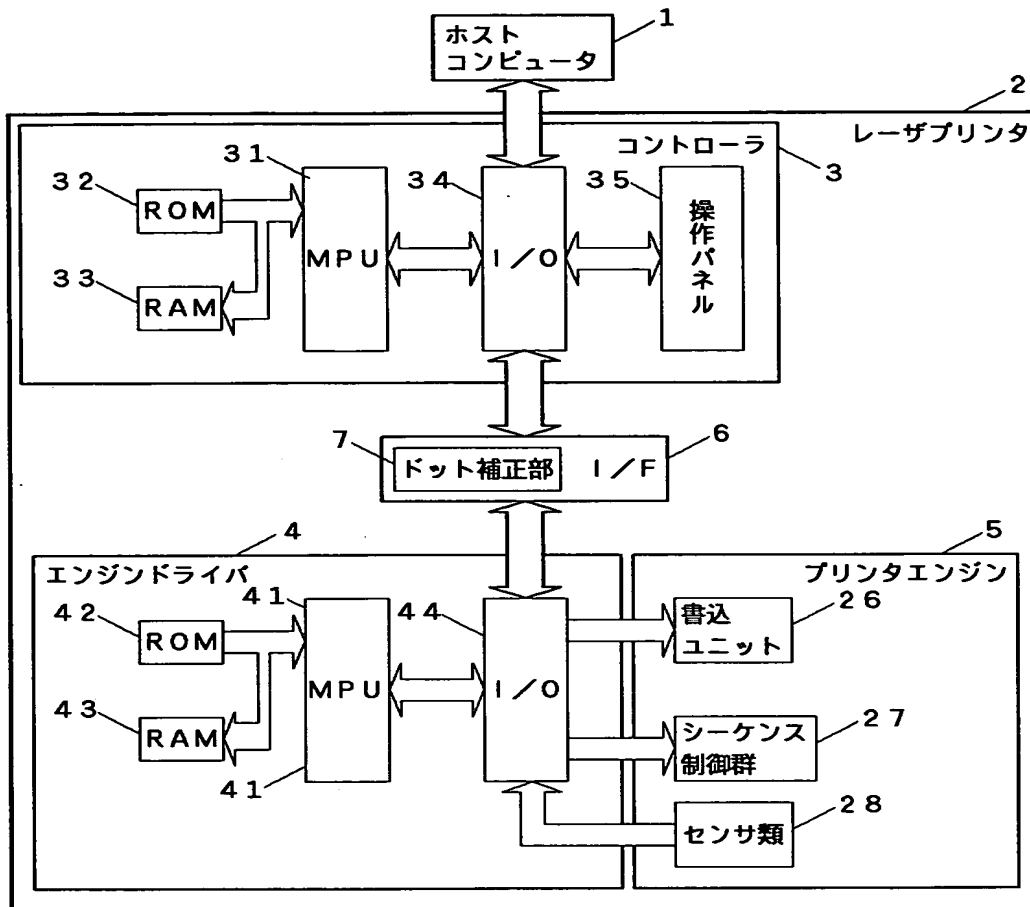 ホスト
コンピュータ
1
2
レーザプリンタ
コントローラ
3
31
32
ROM
33
RAM
MPU
34
I/O
35
操作パネル
7
ドット補正部
I/F
6
4
エンジンドライバ
41
42
ROM
43
RAM
MPU
41
44
I/O
5
プリンタエンジン
書込
ユニット
26
シーケンス
制御群
27
センサ類
28